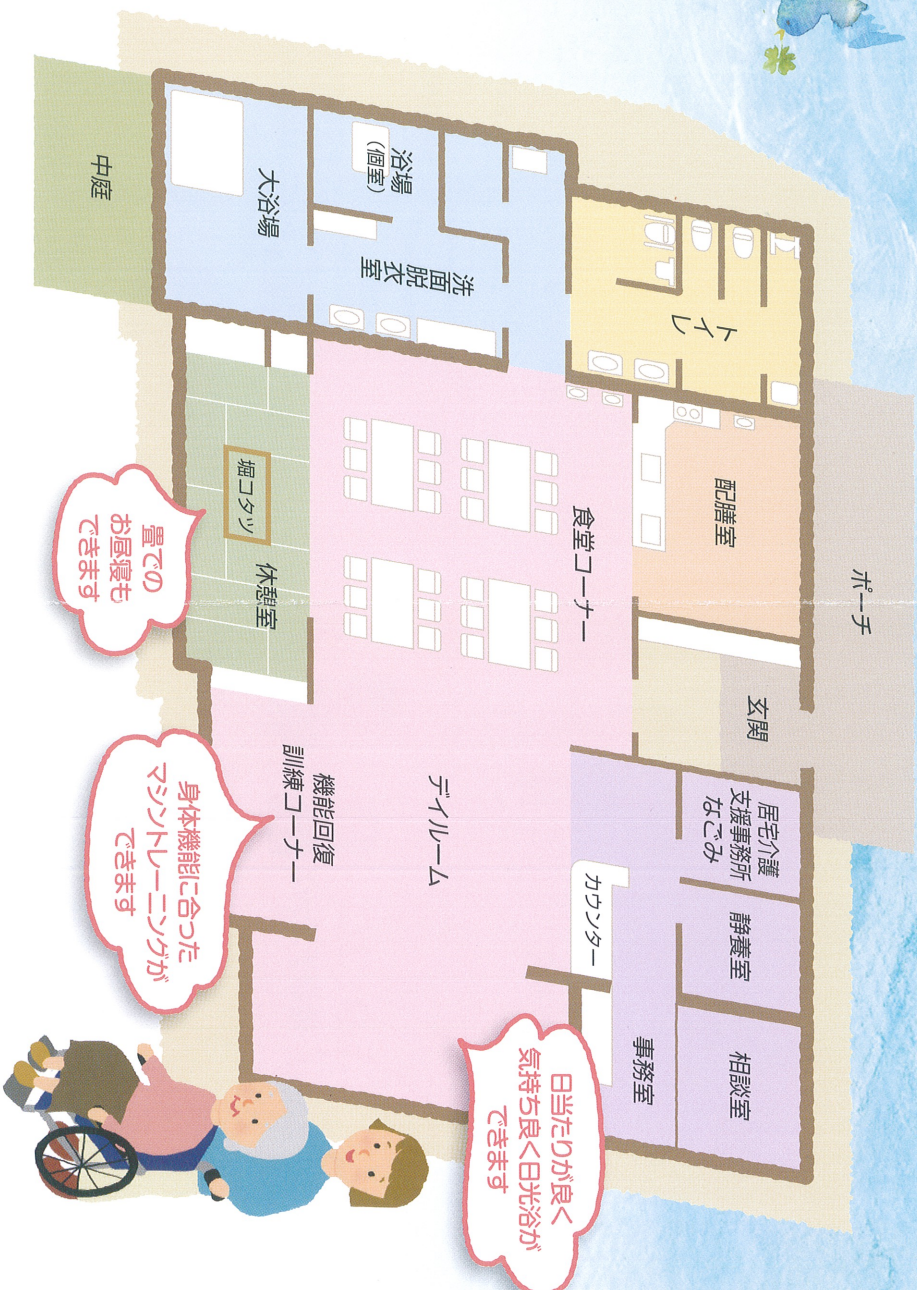 ポーチ
トイレ
配膳室
玄関
居宅介護
支援事務所
なごみ
静養室
相談室
事務室
カウンター
食堂コーナー
デイルーム
洗面
脱衣室
浴場
(個室)
大浴場
中庭
堀コタツ
休憩室
機能回復
訓練コーナー
畳での
お昼寝も
できます
身体機能に合った
マシントレーニングが
できます
日当たりが良く
気持ち良く日光浴が
できます